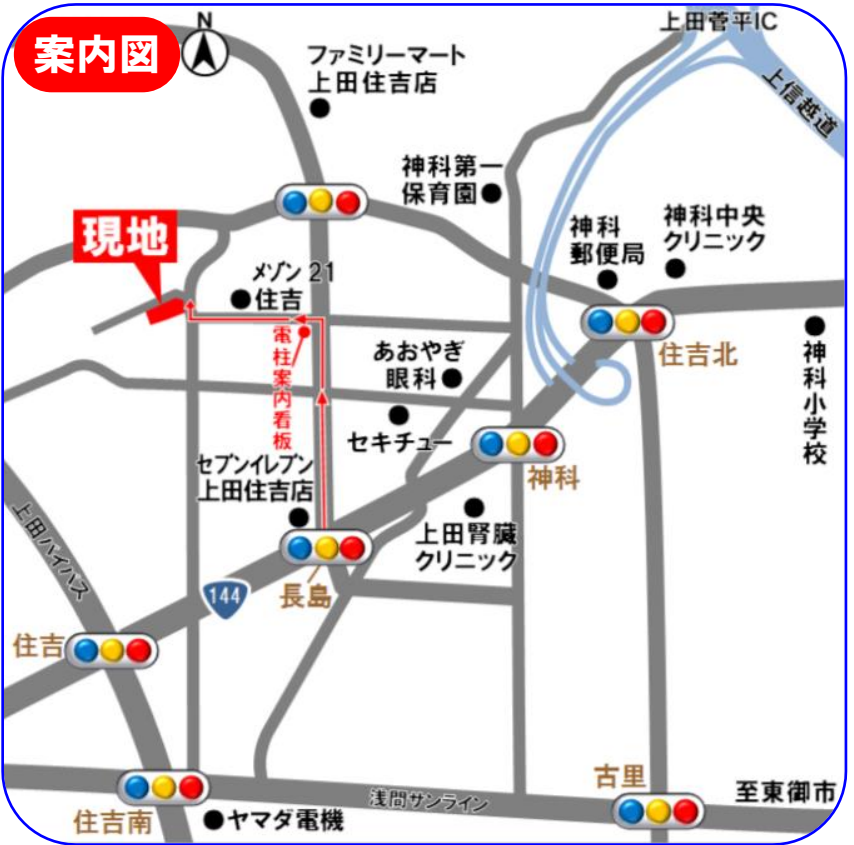 案内図
N
上田菅平IC
上信越道
ファミリーマート
上田住吉店
神科第一
保育園
神科
郵便局
神科中央
クリニック
現地
メゾン21
住吉
電柱案内看板
あおやぎ
眼科
住吉北
神科小学校
セキチュー
神科
セブンイレブン
上田住吉店
上田腎臓
クリニック
上田バイパス
144
長島
住吉
古里
浅間サンライン
至東御市
住吉南
ヤマダ電機